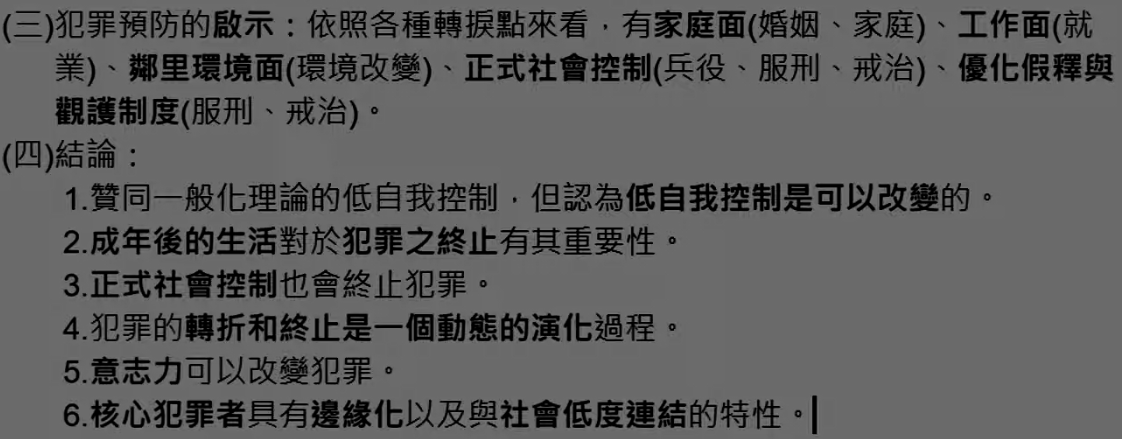 (三)犯罪預防的啟示：依照各種轉捩點來看，有家庭面(婚姻、家庭)、工作面(就
業)、鄰里環境面(環境改變)、正式社會控制(兵役、服刑、戒治)、優化假釋與
觀護制度(服刑、戒治)。
(四)結論：
1.贊同一般化理論的低自我控制，但認為低自我控制是可以改變的。
2.成年後的生活對於犯罪之終止有其重要性。
3.正式社會控制也會終止犯罪。
4.犯罪的轉折和終止是一個動態的演化過程。
5.意志力可以改變犯罪。
6.核心犯罪者具有邊緣化以及與社會低度連結的特性。